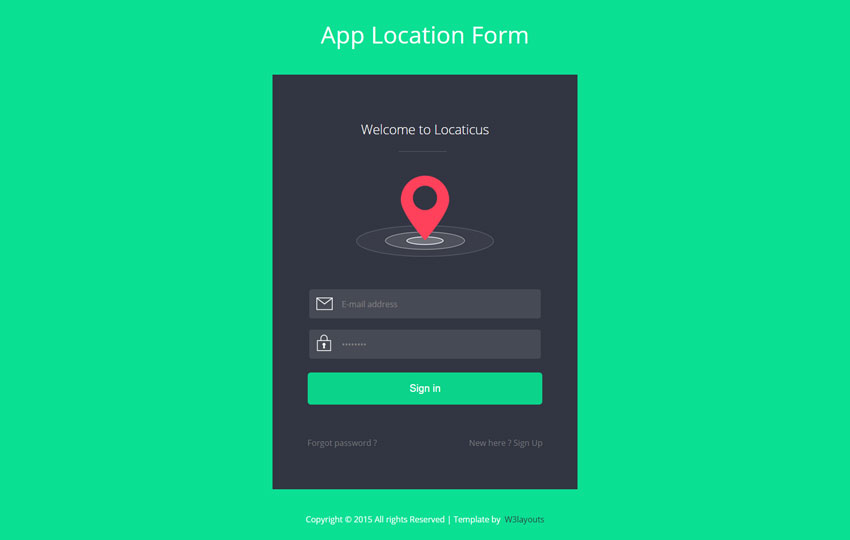 App Location Form
Welcome to Locaticus
E-mail address
••••••••
Sign in
Forgot password ? New here ? Sign Up
Copyright © 2015 All rights Reserved | Template by W3layouts